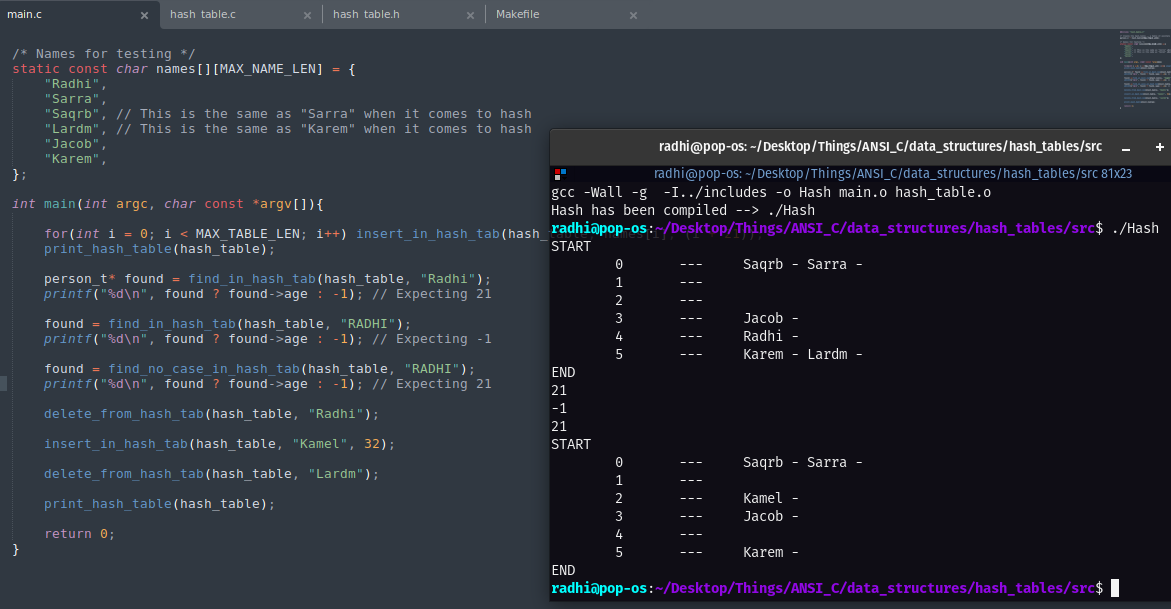 main.c × hash_table.c × hash_table.h × Makefile ×
/* Names for testing */
static const char names[][MAX_NAME_LEN] = {
"Radhi",
"Sarra",
"Saqrb", // This is the same as "Sarra" when it comes to hash
"Lardm", // This is the same as "Karem" when it comes to hash
"Jacob",
"Karem",
};
int main(int argc, char const *argv[]){
for(int i = 0; i < MAX_TABLE_LEN; i++) insert_in_hash_tab(hash_
print_hash_table(hash_table);
person_t* found = find_in_hash_tab(hash_table, "Radhi");
printf("%d\n", found ? found->age : -1); // Expecting 21
found = find_in_hash_tab(hash_table, "RADHI");
printf("%d\n", found ? found->age : -1); // Expecting -1
found = find_no_case_in_hash_tab(hash_table, "RADHI");
printf("%d\n", found ? found->age : -1); // Expecting 21
delete_from_hash_tab(hash_table, "Radhi");
insert_in_hash_tab(hash_table, "Kamel", 32);
delete_from_hash_tab(hash_table, "Lardm");
print_hash_table(hash_table);
return 0;
}
radhi@pop-os: ~/Desktop/Things/ANSI_C/data_structures/hash_tables/src
radhi@pop-os: ~/Desktop/Things/ANSI_C/data_structures/hash_tables/src 81x23
gcc -Wall -g -I../includes -o Hash main.o hash_table.o
Hash has been compiled --> ./Hash
radhi@pop-os:~/Desktop/Things/ANSI_C/data_structures/hash_tables/src$ ./Hash
START
0 --- Saqrb - Sarra -
1 ---
2 ---
3 --- Jacob -
4 --- Radhi -
5 --- Karem - Lardm -
END
21
-1
21
START
0 --- Saqrb - Sarra -
1 ---
2 --- Kamel -
3 --- Jacob -
4 ---
5 --- Karem -
END
radhi@pop-os:~/Desktop/Things/ANSI_C/data_structures/hash_tables/src$